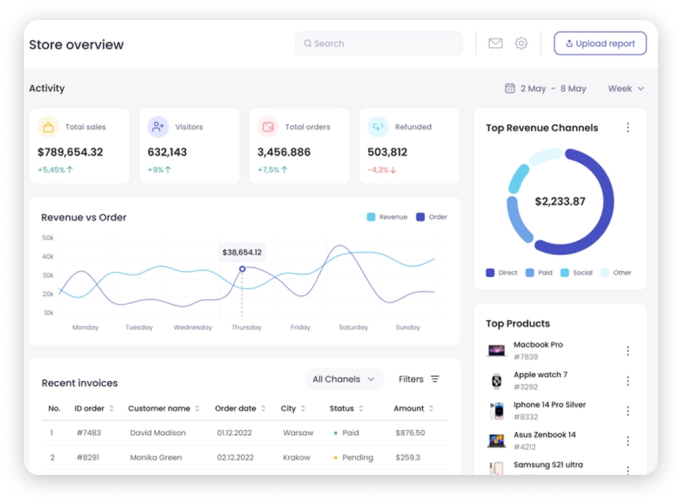 Store overview
Search
Upload report
Activity
2 May - 8 May
Week
Total sales
$789,654.32
+5,45%↑
Visitors
632,143
+9%↑
Total orders
3,456.886
+7,5%↑
Refunded
503,812
-4,3%↓
Top Revenue Channels
$2,233.87
Direct
Paid
Social
Other
Revenue vs Order
Revenue
Order
50k
40k
30k
20k
10k
$38,654.12
Monday
Tuesday
Wednesday
Thursday
Friday
Saturday
Sunday
Top Products
Macbook Pro
#7839
Apple watch 7
#3292
Iphone 14 Pro Silver
#8332
Asus Zenbook 14
#4212
Samsung S21 ultra
Recent invoices
All Chanels
Filters
No. ID order Customer name Order date City Status Amount
1 #7483 David Madison 01.12.2022 Warsaw Paid $876.50
2 #8291 Monika Green 02.12.2022 Krakow Pending $259.3